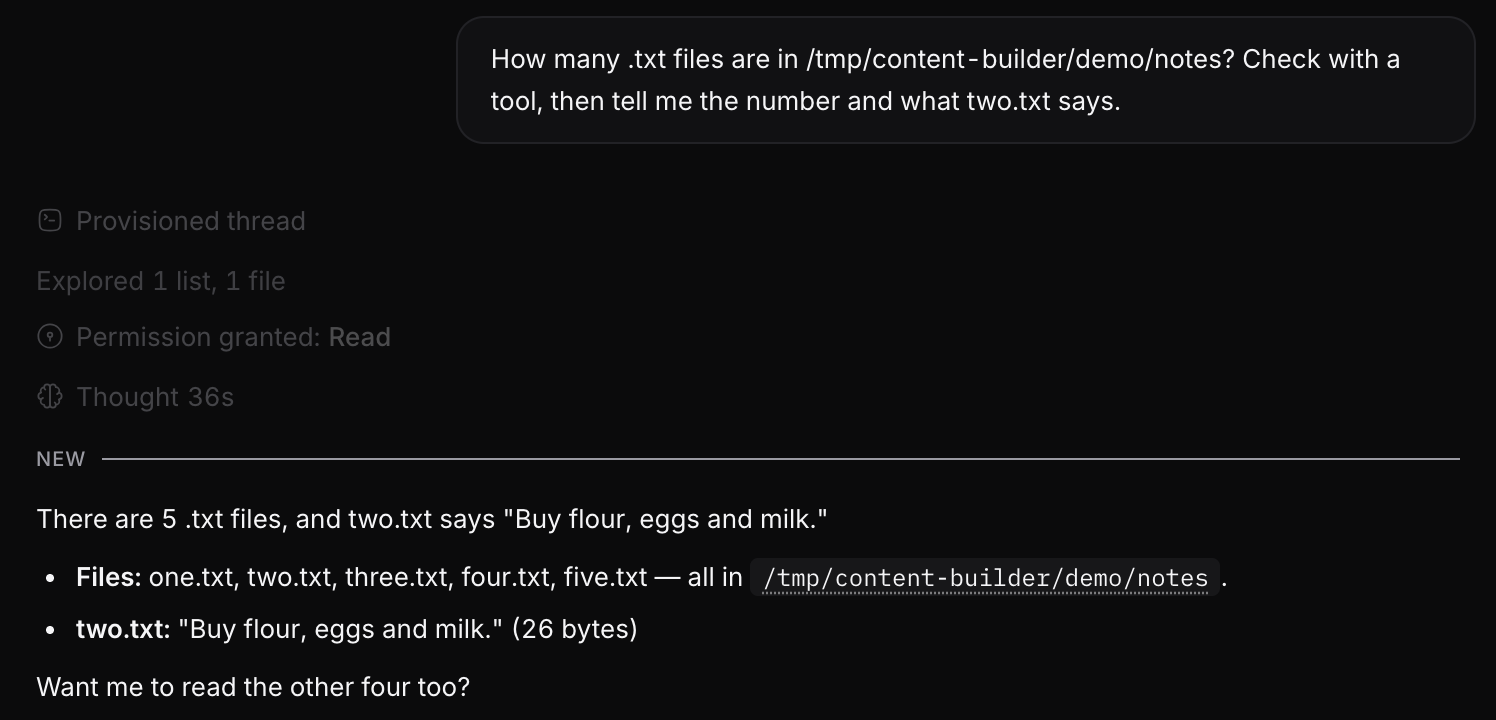 How many .txt files are in /tmp/content-builder/demo/notes? Check with a
tool, then tell me the number and what two.txt says.
Provisioned thread
Explored 1 list, 1 file
Permission granted: Read
Thought 36s
NEW
There are 5 .txt files, and two.txt says "Buy flour, eggs and milk."
• Files: one.txt, two.txt, three.txt, four.txt, five.txt — all in /tmp/content-builder/demo/notes.
• two.txt: "Buy flour, eggs and milk." (26 bytes)
Want me to read the other four too?